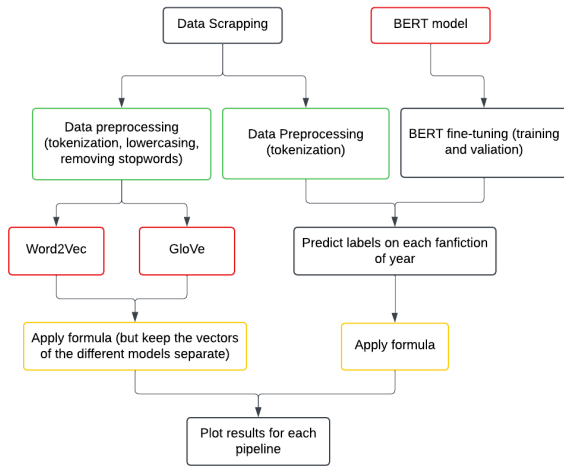 Data Scrapping
BERT model
Data preprocessing
(tokenization, lowercasing,
removing stopwords)
Data Preprocessing
(tokenization)
BERT fine-tuning (training
and valiation)
Word2Vec
GloVe
Predict labels on each fanfiction
of year
Apply formula (but keep the vectors
of the different models separate)
Apply formula
Plot results for each
pipeline